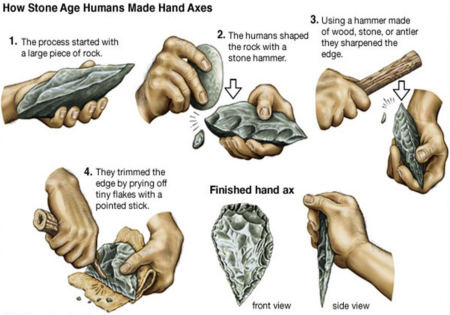 How Stone Age Humans Made Hand Axes
1. The process started with
a large piece of rock.
2. The humans shaped
the rock with a
stone hammer.
3. Using a hammer made
of wood, stone, or antler
they sharpened the
edge.
4. They trimmed the
edge by prying off
tiny flakes with a
pointed stick.
Finished hand ax
front view
side view